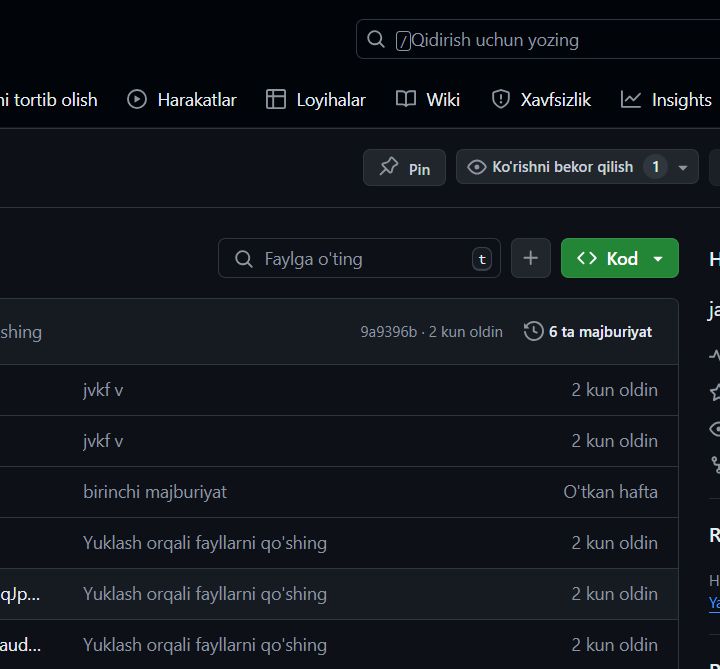 / Qidirish uchun yozing
ni tortib olish Harakatlar Loyihalar Wiki Xavfsizlik Insights
Pin Ko'rishni bekor qilish 1
Faylga o'ting t + <> Kod
shing 9a9396b · 2 kun oldin 6 ta majburiyat
jvkf v 2 kun oldin
jvkf v 2 kun oldin
birinchi majburiyat O'tkan hafta
Yuklash orqali fayllarni qo'shing 2 kun oldin
qJp... Yuklash orqali fayllarni qo'shing 2 kun oldin
aud... Yuklash orqali fayllarni qo'shing 2 kun oldin